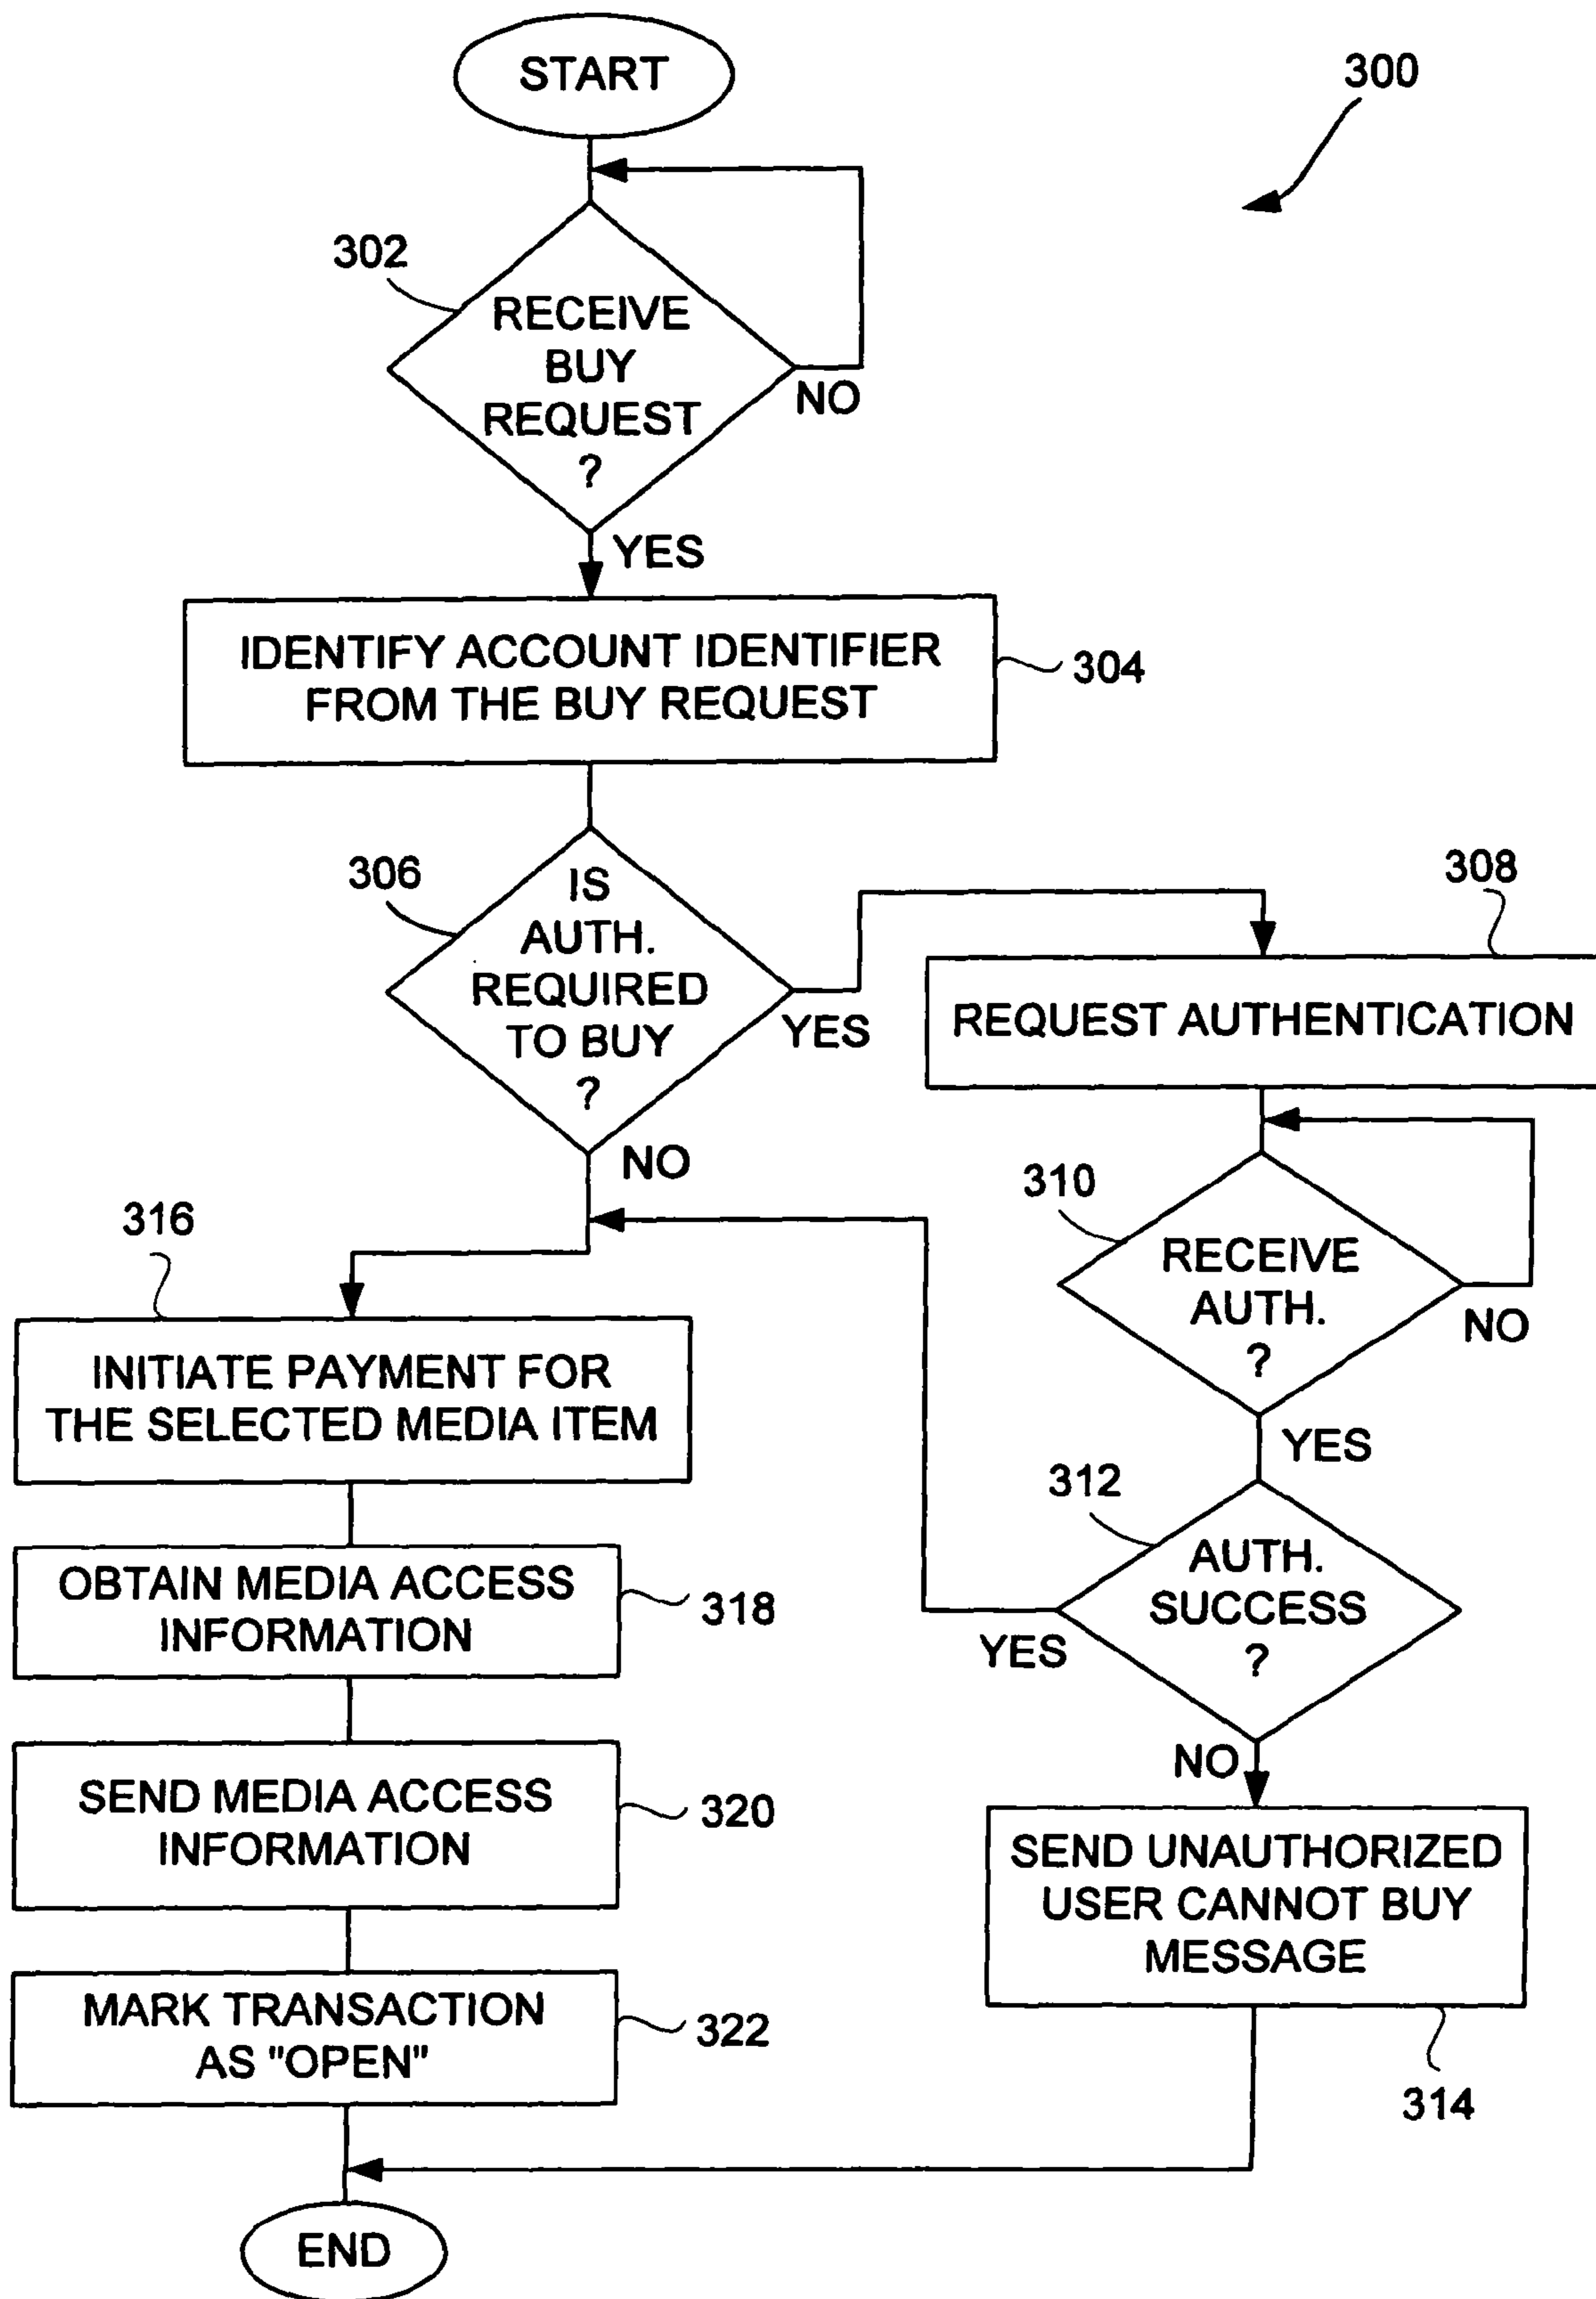 START
300
302
RECEIVE
BUY
REQUEST
?
NO
YES
IDENTIFY ACCOUNT IDENTIFIER
FROM THE BUY REQUEST
304
306
IS
AUTH.
REQUIRED
TO BUY
?
YES
NO
308
REQUEST AUTHENTICATION
310
RECEIVE
AUTH.
?
NO
YES
312
AUTH.
SUCCESS
?
YES
NO
SEND UNAUTHORIZED
USER CANNOT BUY
MESSAGE
314
316
INITIATE PAYMENT FOR
THE SELECTED MEDIA ITEM
OBTAIN MEDIA ACCESS
INFORMATION
318
SEND MEDIA ACCESS
INFORMATION
320
MARK TRANSACTION
AS "OPEN"
322
END